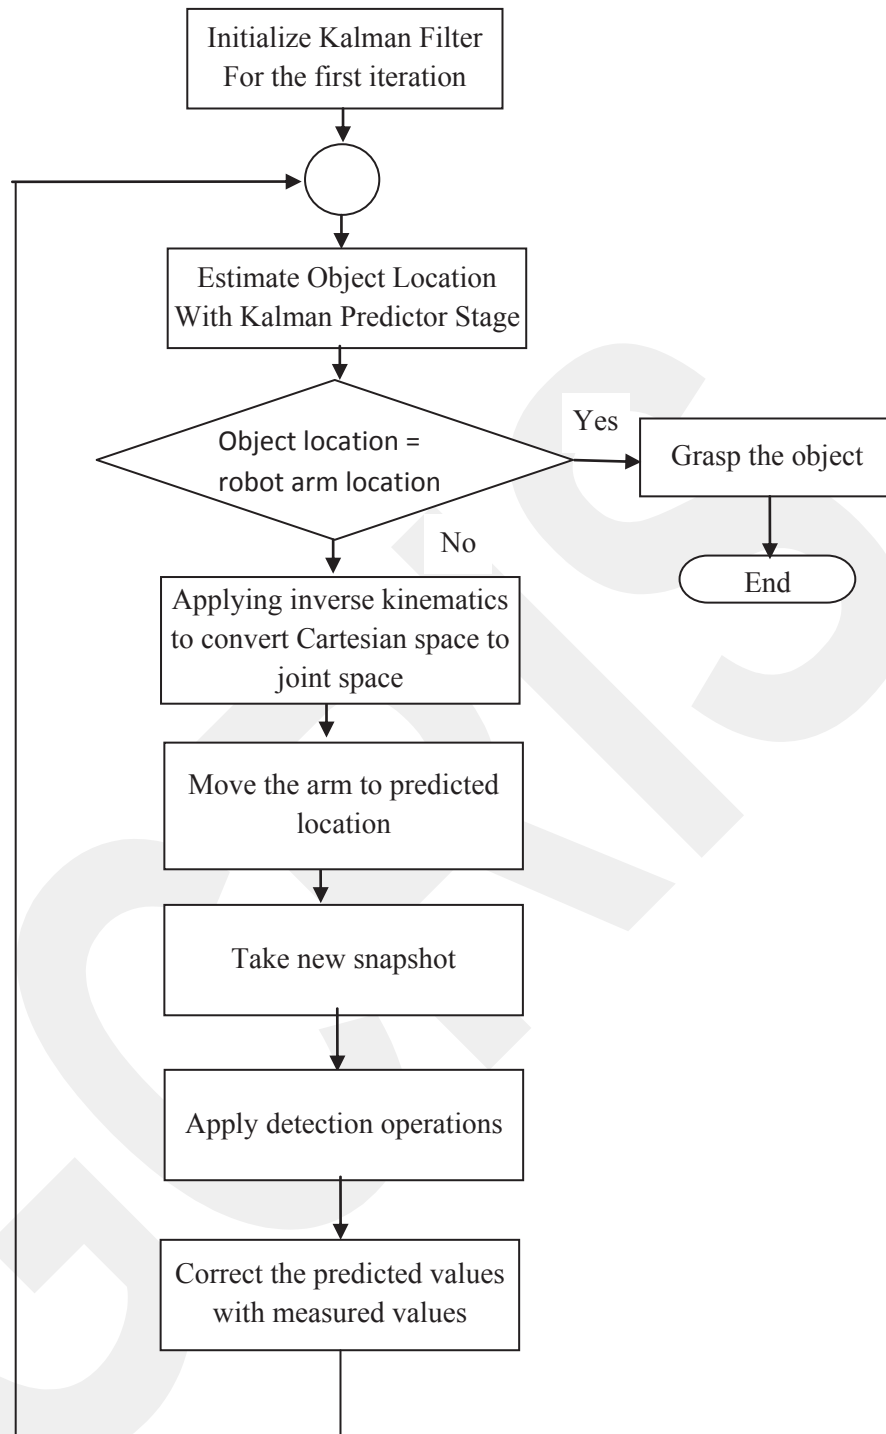 Initialize Kalman Filter
For the first iteration
Estimate Object Location
With Kalman Predictor Stage
Object location =
robot arm location
Yes
Grasp the object
End
No
Applying inverse kinematics
to convert Cartesian space to
joint space
Move the arm to predicted
location
Take new snapshot
Apply detection operations
Correct the predicted values
with measured values